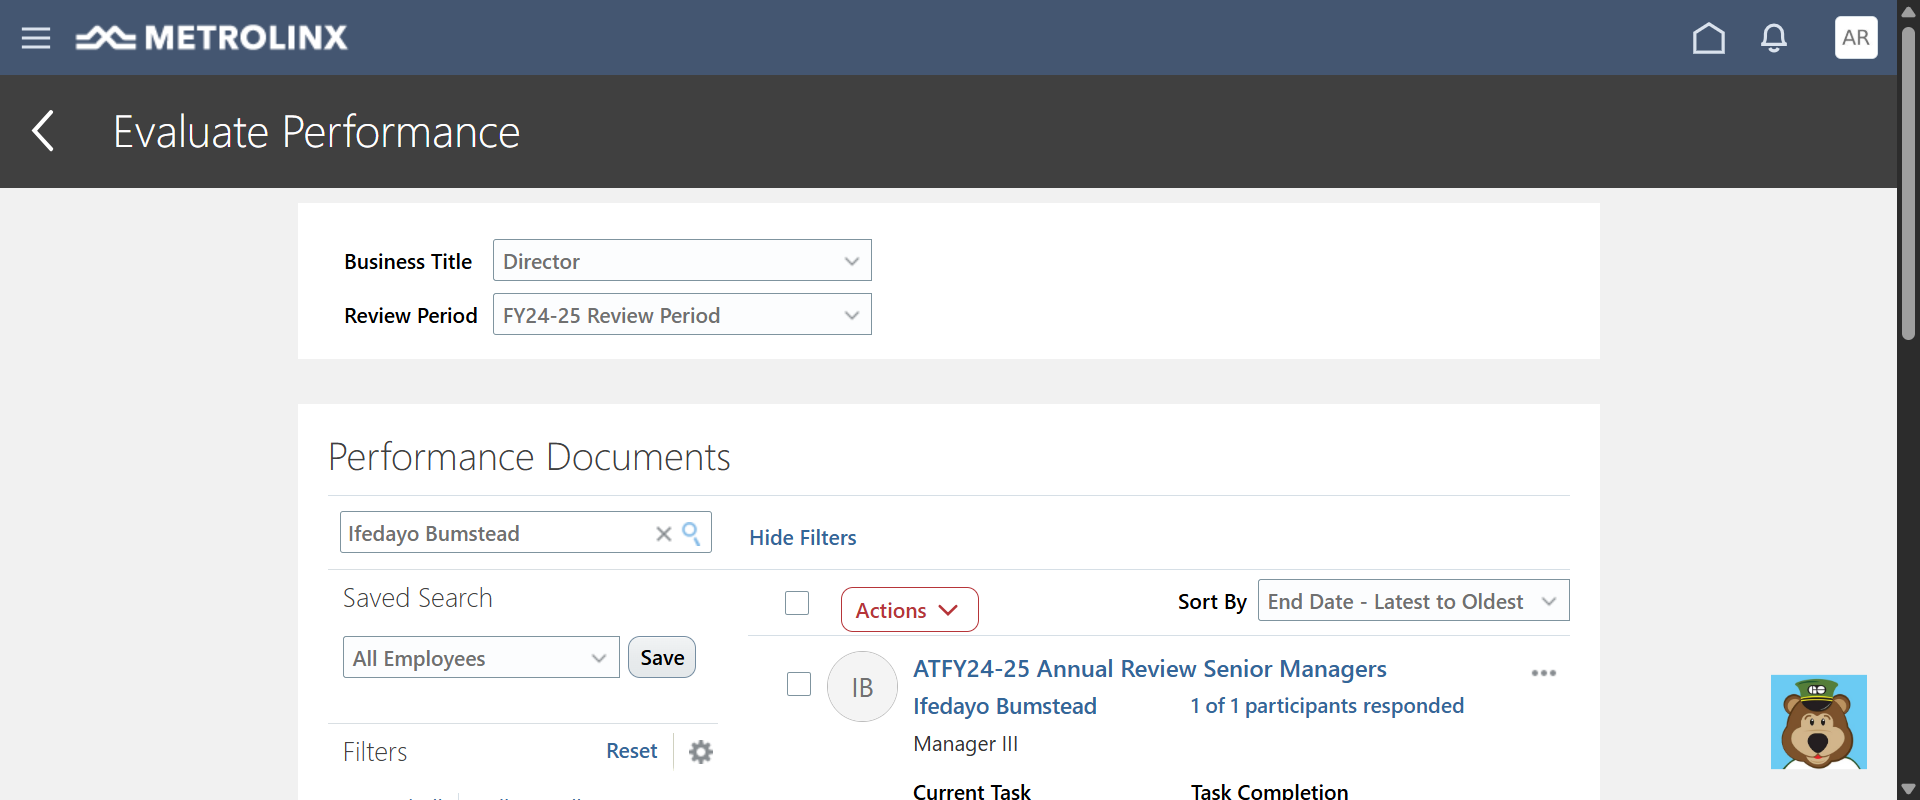 METROLINX
AR
Evaluate Performance
Business Title
Director
Review Period
FY24-25 Review Period
Performance Documents
Ifedayo Bumstead
Hide Filters
Saved Search
Actions
Sort By
End Date - Latest to Oldest
All Employees
Save
IB
ATFY24-25 Annual Review Senior Managers
Ifedayo Bumstead
1 of 1 participants responded
Manager III
Filters
Reset
Current Task
Task Completion
GO